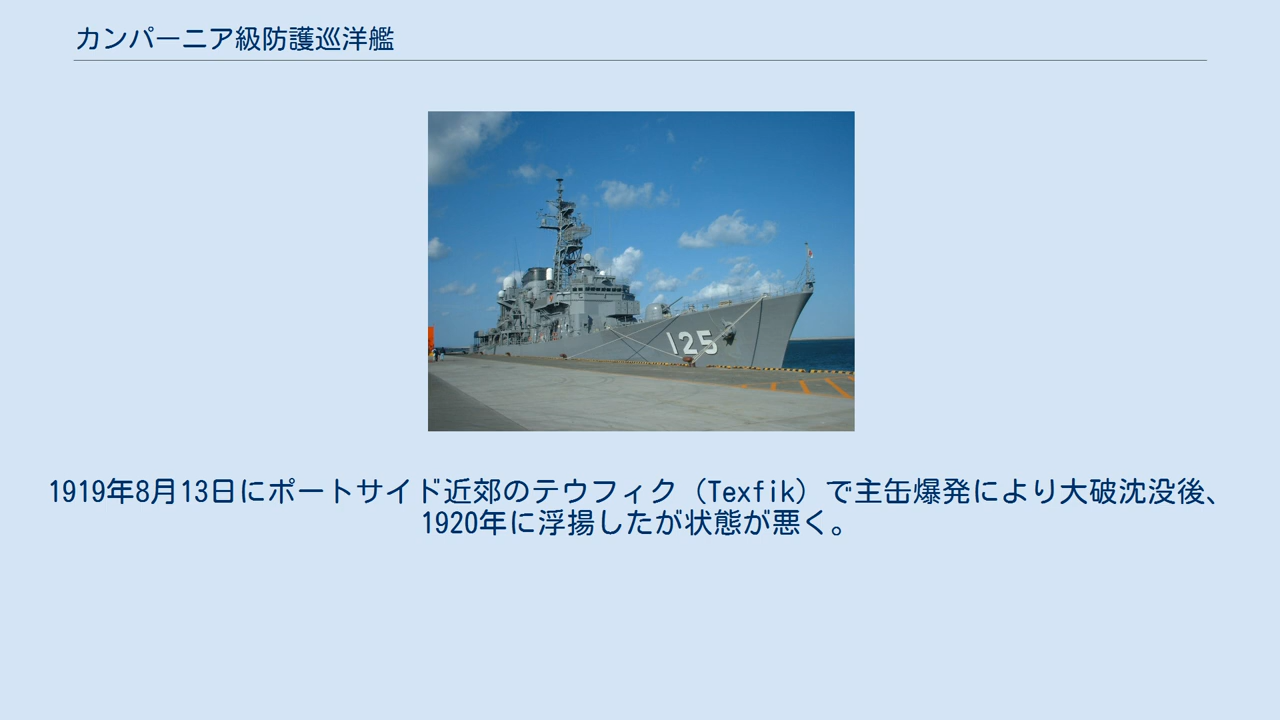 カンパーニア級防護巡洋艦
125
1919年8月13日にポートサイド近郊のテウフィク（Texfik）で主缶爆発により大破沈没後、
1920年に浮揚したが状態が悪く。